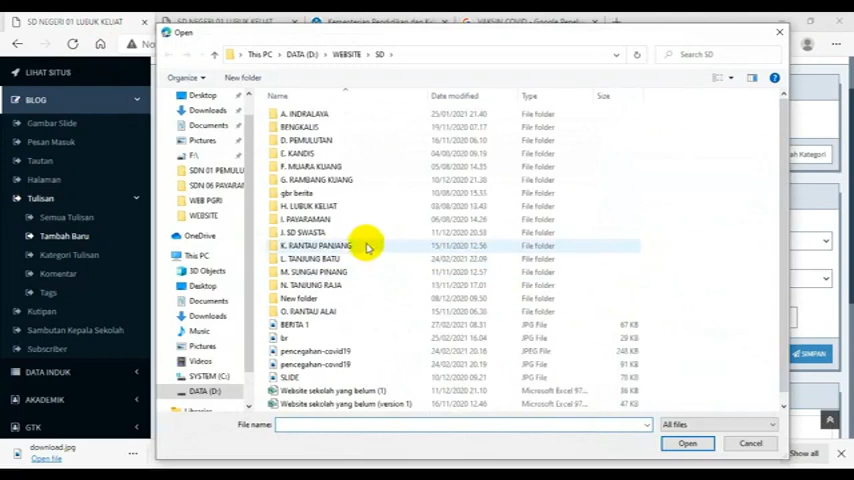 SD NEGERI 01 LUBUK KELIAT
SD NEGERI 01 LUBUK KELIAT
Kementerian Pendidikan dan K
VAKSIN COVID - Google Penel
Open
This PC > DATA (D:) > WEBSITE > SD >
Search SD
Organize
New folder
LIHAT SITUS
BLOG
Gambar Slide
Pesan Masuk
Tautan
Halaman
Tulisan
Semua Tulisan
Tambah Baru
Kategori Tulisan
Komentar
Tags
Kutipan
Sambutan Kepala Sekolah
Subscriber
DATA INDUK
AKADEMIK
GTK
Desktop
Downloads
Documents
Pictures
F:\
SDN 01 PEMULU
SDN 06 PAYARAN
WEB PGRI
WEBSITE
OneDrive
This PC
3D Objects
Desktop
Documents
Downloads
Music
Pictures
Videos
SYSTEM (C:)
DATA (D:)
Libraries
Name Date modified Type Size
A. INDRALAYA 25/01/2021 21.40 File folder
BENGKALIS 19/11/2020 07.17 File folder
D. PEMULUTAN 16/11/2020 06.10 File folder
E. KANDIS 04/08/2020 09.19 File folder
F. MUARA KUANG 05/08/2020 14.35 File folder
G. RAMBANG KUANG 10/12/2020 21.38 File folder
gbr berita 10/08/2020 15.33 File folder
H. LUBUK KELIAT 03/08/2020 13.43 File folder
I. PAYARAMAN 06/08/2020 14.26 File folder
J. SD SWASTA 11/12/2020 20.53 File folder
K. RANTAU PANJANG 15/11/2020 12.56 File folder
L. TANJUNG BATU 24/02/2021 22.09 File folder
M. SUNGAI PINANG 11/11/2020 12.57 File folder
N. TANJUNG RAJA 13/11/2020 17.01 File folder
New folder 08/12/2020 09.50 File folder
O. RANTAU ALAI 15/11/2020 06.38 File folder
BERITA 1 27/02/2021 08.31 JPG File 87 KB
br 25/02/2021 16.04 JPG File 29 KB
pencegahan-covid19 24/02/2021 20.16 JPEG File 248 KB
pencegahan-covid19 24/02/2021 20.15 JPG File 91 KB
SLIDE 10/12/2020 09.21 JPG File 78 KB
Website sekolah yang belum (1) 15/11/2020 21.10 Microsoft Excel 97... 36 KB
Website sekolah yang belum (version 1) 16/11/2020 12.46 Microsoft Excel 97... 47 KB
File name:
All files
Open
Cancel
ah Kategori
SIMPAN
download.jpg
Open file
Show all